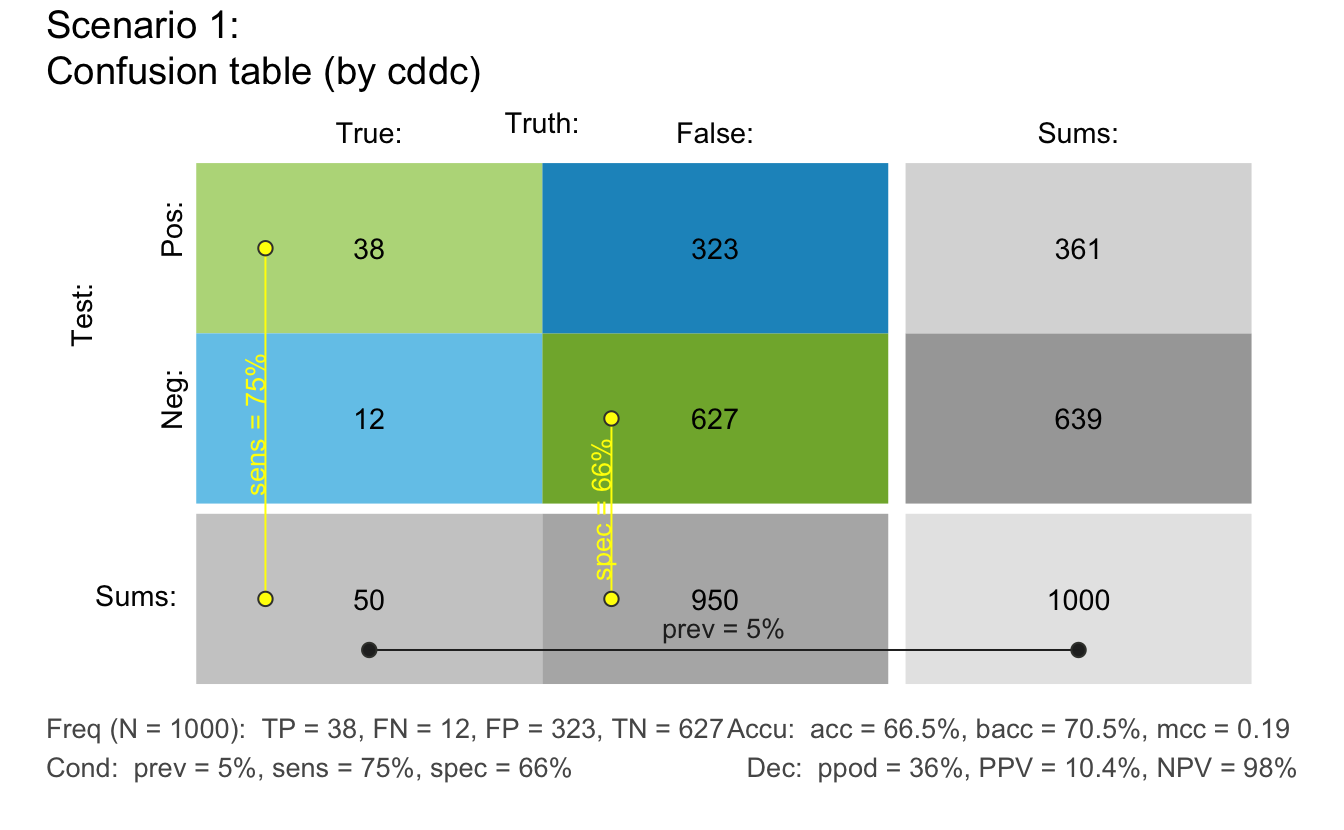 Scenario 1:
Confusion table (by cddc)
Truth:
True:
False:
Sums:
Test:
Pos:
38
323
361
Neg:
12
627
639
sens = 75%
spec = 66%
Sums:
50
950
1000
prev = 5%
Freq (N = 1000):  TP = 38, FN = 12, FP = 323, TN = 627
Accu:  acc = 66.5%, bacc = 70.5%, mcc = 0.19
Cond:  prev = 5%, sens = 75%, spec = 66%
Dec:  ppod = 36%, PPV = 10.4%, NPV = 98%